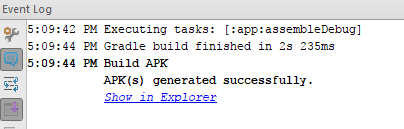 Event Log
5:09:42 PM Executing tasks: [:app:assembleDebug]
5:09:44 PM Gradle build finished in 2s 235ms
5:09:44 PM Build APK
APK(s) generated successfully.
Show in Explorer